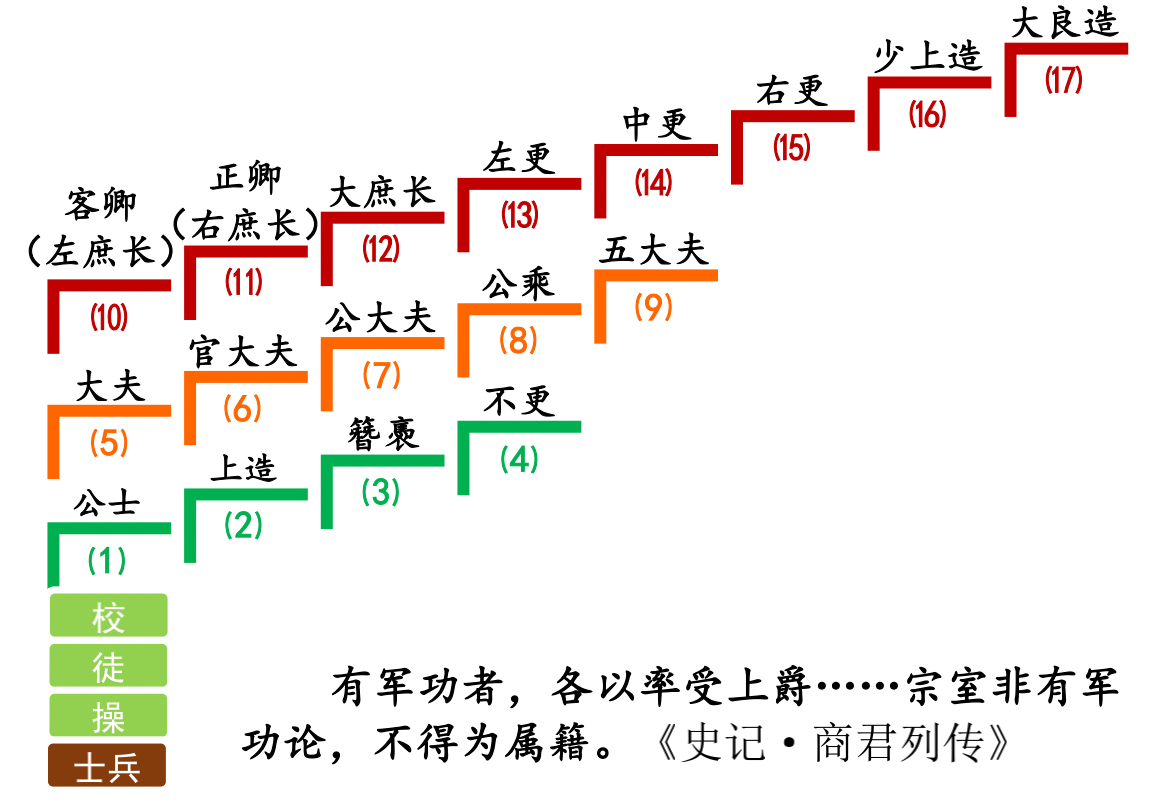 大良造
(17)
少上造
(16)
右更
(15)
中更
(14)
左更
(13)
大庶长
(12)
正卿
(右庶长)
(11)
客卿
(左庶长)
(10)
五大夫
(9)
公乘
(8)
公大夫
(7)
官大夫
(6)
大夫
(5)
不更
(4)
簪裹
(3)
上造
(2)
公士
(1)
校
徒
操
士兵
有军功者，各以率受上爵……宗室非有军
功论，不得为属籍。《史记·商君列传》